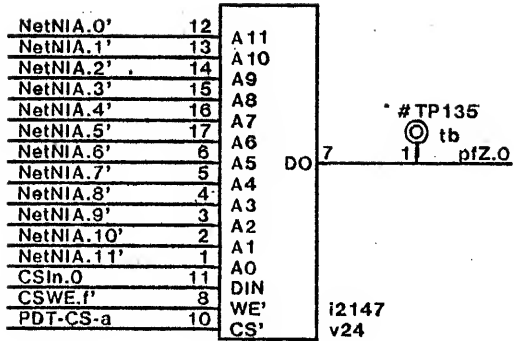 NetNIA.0' 12 A11
NetNIA.1' 13 A10
NetNIA.2' 14 A9
NetNIA.3' 15 A8
NetNIA.4' 16 A7
NetNIA.5' 17 A6
NetNIA.6' 6 A5 DO 7
NetNIA.7' 5 A4
NetNIA.8' 4 A3
NetNIA.9' 3 A2
NetNIA.10' 2 A1
NetNIA.11' 1 A0
CSIn.0 11 DIN
CSWE.f' 8 WE' i2147
PDT-CS-a 10 CS' v24
#TP135
tb
1 pfZ.0